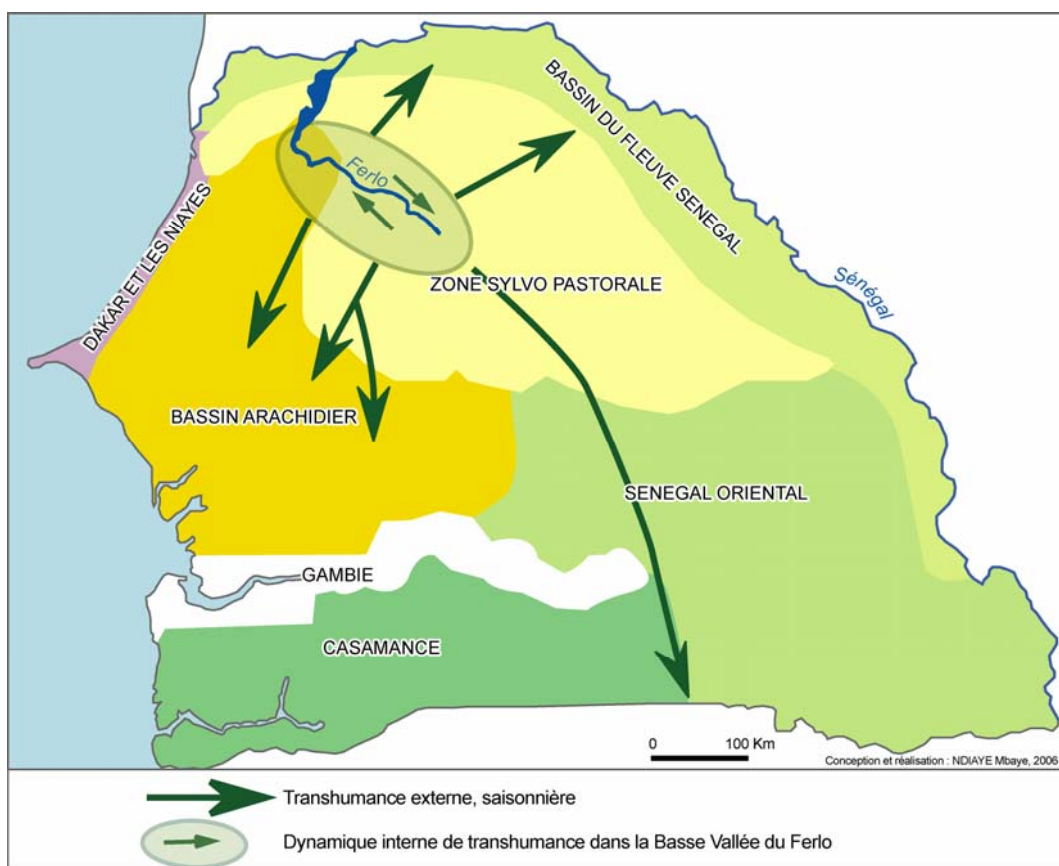 BASSIN DU FLEUVE SENEGAL
Ferlo
DAKAR ET LES NIAYES
ZONE SYLVO PASTORALE
Sénégal
BASSIN ARACHIDIER
SENEGAL ORIENTAL
GAMBIE
CASAMANCE
0 100 Km
Conception et réalisation : NDIAYE Mbaye, 2006
Transhumance externe, saisonnière
Dynamique interne de transhumance dans la Basse Vallée du Ferlo